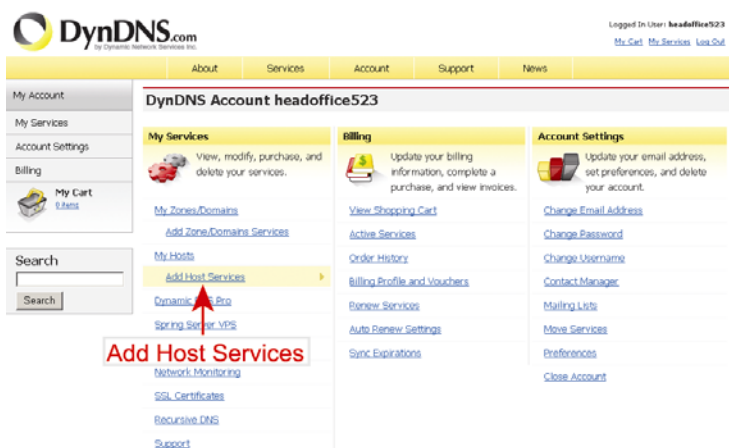 DynDNS.com
by Dynamic Network Services Inc.
Logged In User: headoffice523
My Cart My Services Log Out
About Services Account Support News
My Account
My Services
Account Settings
Billing
My Cart
0 items
Search
Search
DynDNS Account headoffice523
My Services
View, modify, purchase, and
delete your services.
My Zones/Domains
Add Zone/Domains Services
My Hosts
Add Host Services
Dynamic Pro
Spring Server VPS
Add Host Services
Network Monitoring
SSL Certificates
Recursive DNS
Support
Billing
Update your billing
information, complete a
purchase, and view invoices.
View Shopping Cart
Active Services
Order History
Billing Profile and Vouchers
Renew Services
Auto Renew Settings
Sync Expirations
Account Settings
Update your email address,
set preferences, and delete
your account.
Change Email Address
Change Password
Change Username
Contact Manager
Mailing Lists
Move Services
Preferences
Close Account